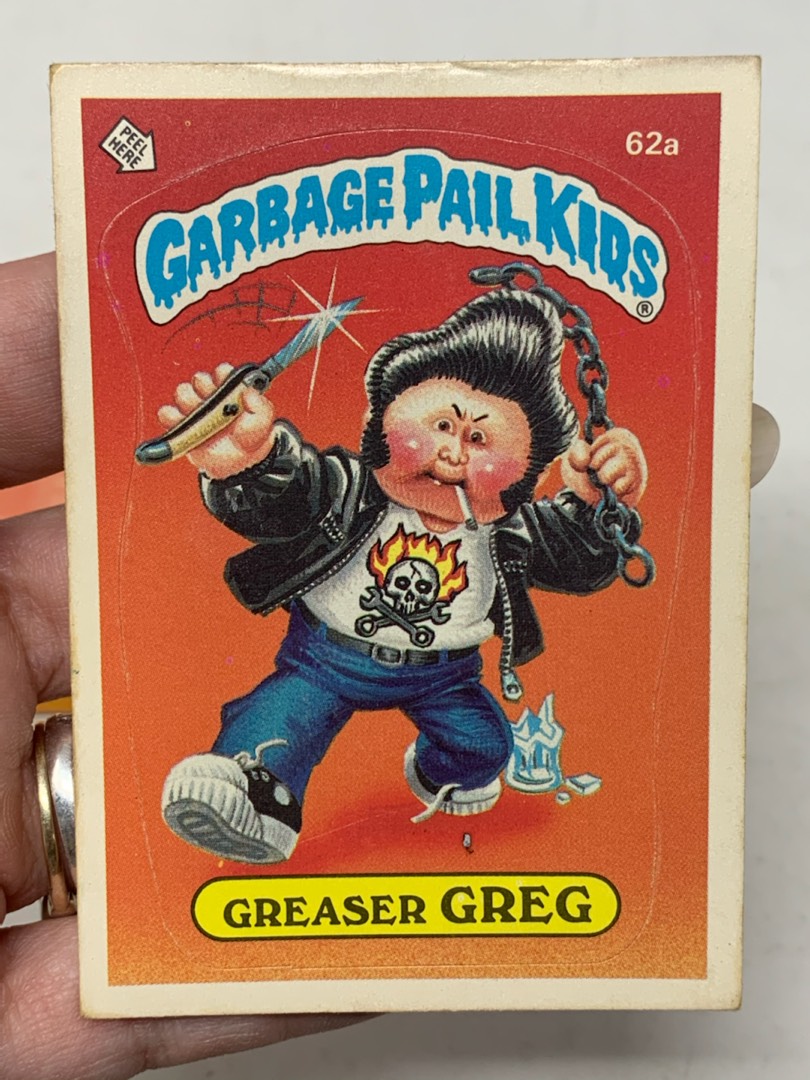 PEEL
HERE
62a
GARBAGE PAIL KIDS
®
GREASER GREG